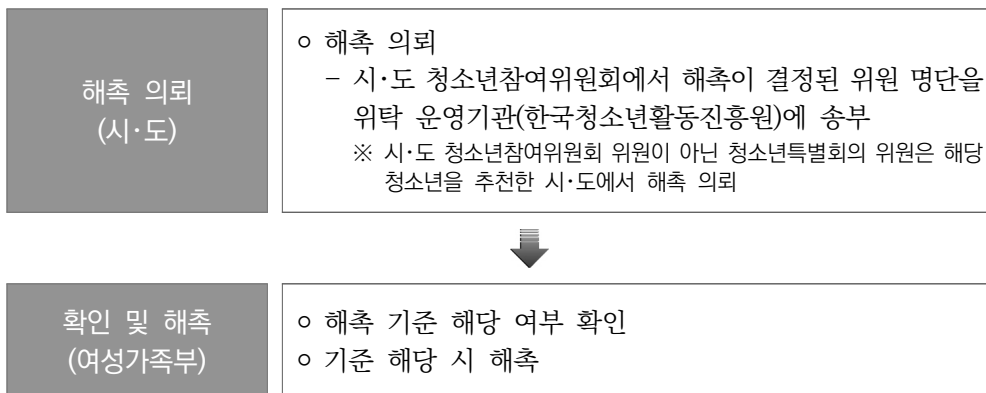 해촉 의뢰
(시·도)
○ 해촉 의뢰
- 시·도 청소년참여위원회에서 해촉이 결정된 위원 명단을
위탁 운영기관(한국청소년활동진흥원)에 송부
※ 시·도 청소년참여위원회 위원이 아닌 청소년특별회의 위원은 해당
청소년을 추천한 시·도에서 해촉 의뢰
확인 및 해촉
(여성가족부)
○ 해촉 기준 해당 여부 확인
○ 기준 해당 시 해촉